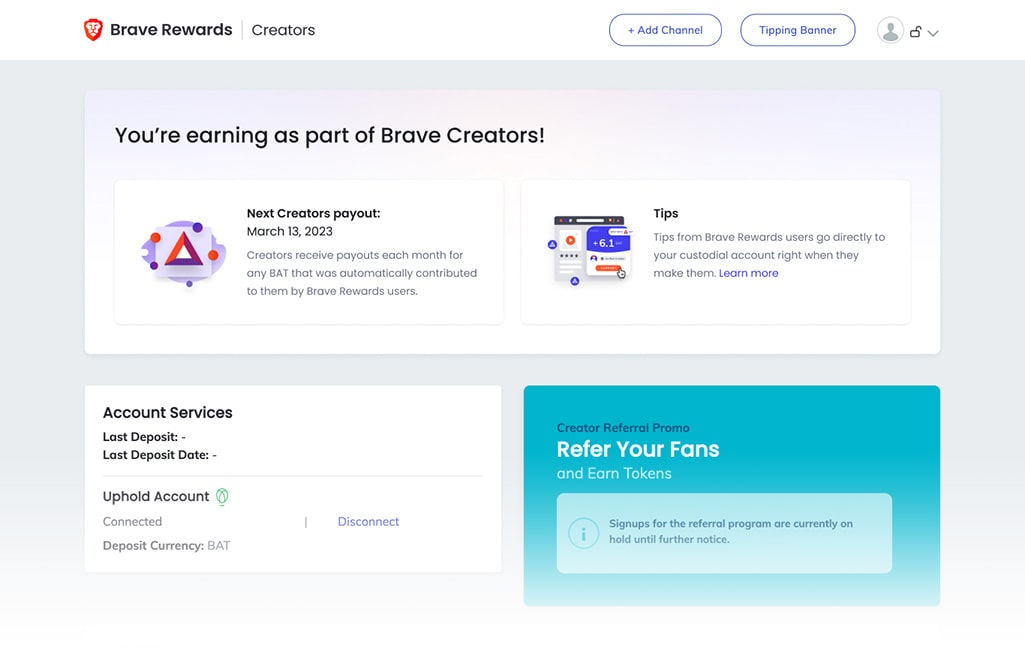 Brave Rewards | Creators
+ Add Channel
Tipping Banner
You’re earning as part of Brave Creators!
Next Creators payout:
March 13, 2023
Creators receive payouts each month for
any BAT that was automatically contributed
to them by Brave Rewards users.
+6.1
Tips
Tips from Brave Rewards users go directly to
your custodial account right when they
make them. Learn more
Account Services
Last Deposit: -
Last Deposit Date: -
Uphold Account
Connected | Disconnect
Deposit Currency: BAT
Creator Referral Promo
Refer Your Fans
and Earn Tokens
Signups for the referral program are currently on
hold until further notice.